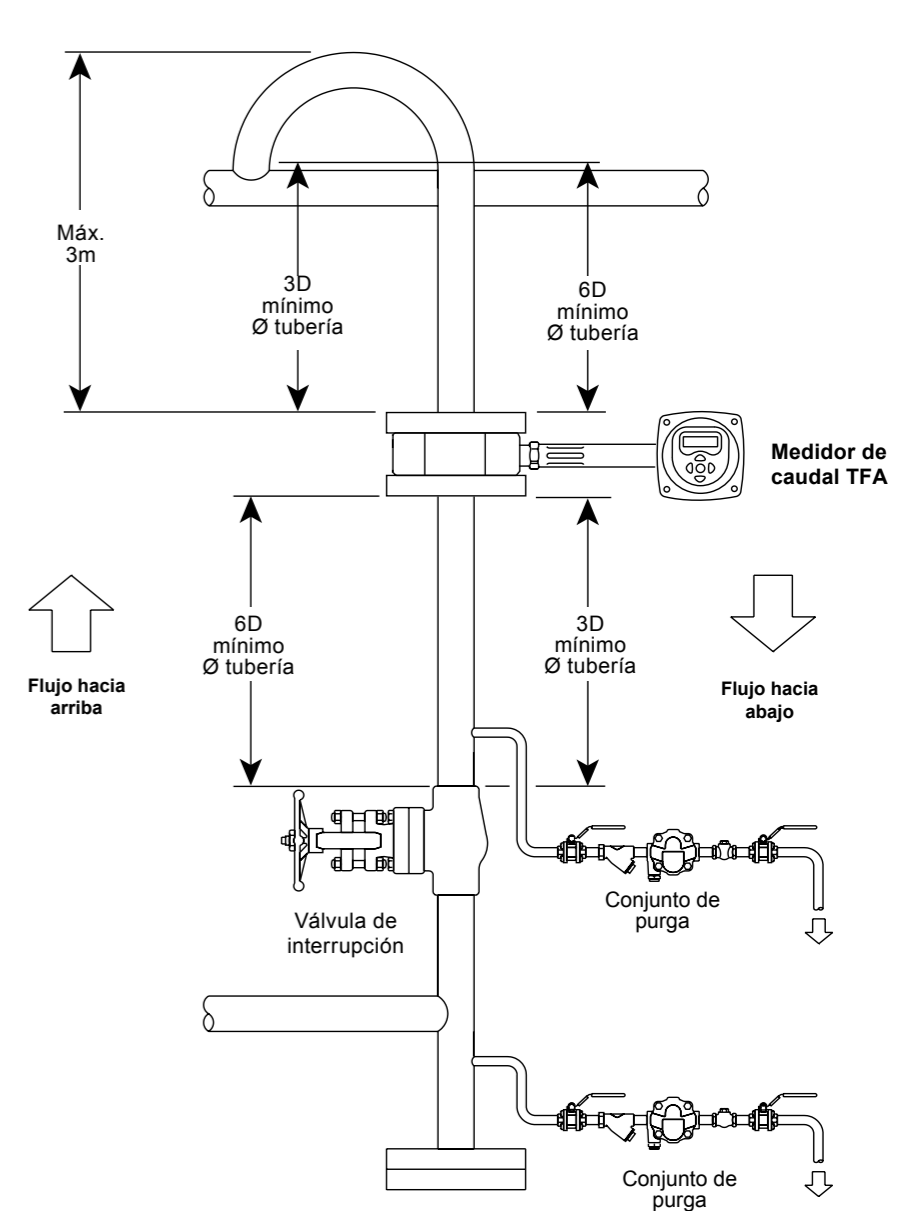 Máx.
3m
3D
mínimo
Ø tubería
6D
mínimo
Ø tubería
Medidor de
caudal TFA
6D
mínimo
Ø tubería
3D
mínimo
Ø tubería
Flujo hacia
arriba
Flujo hacia
abajo
Válvula de
interrupción
Conjunto de
purga
Conjunto de
purga